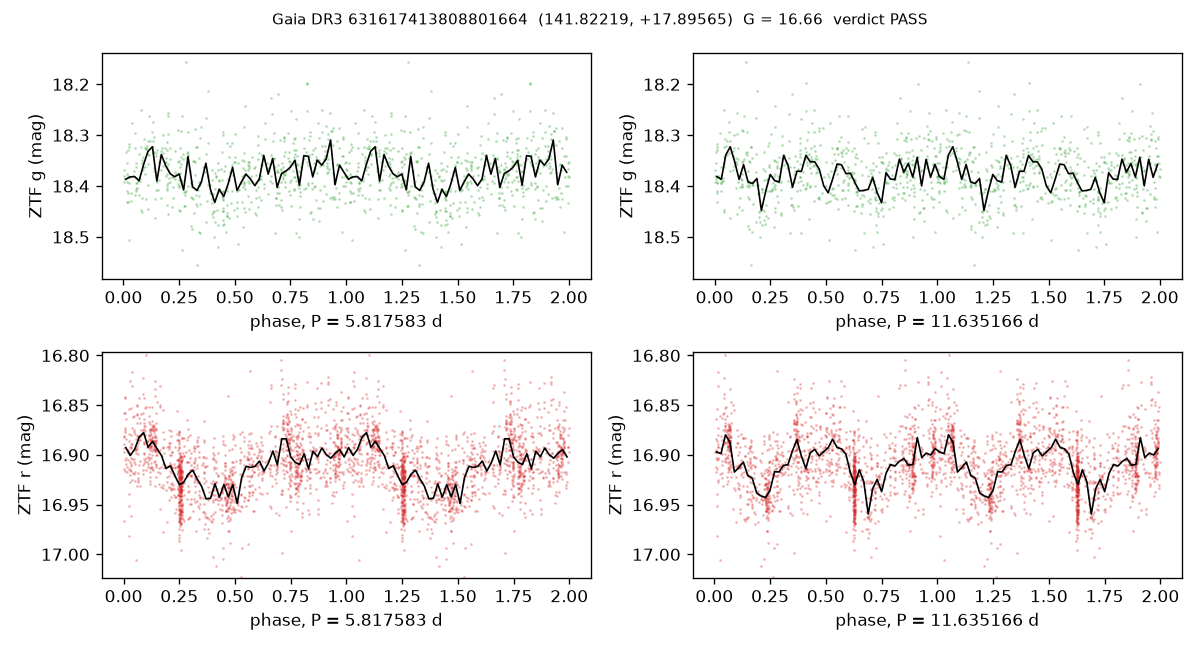 Gaia DR3 631617413808801664 (141.82219, +17.89565) G = 16.66 verdict PASS
ZTF g (mag)
18.2
18.3
18.4
18.5
0.00 0.25 0.50 0.75 1.00 1.25 1.50 1.75 2.00
phase, P = 5.817583 d
ZTF g (mag)
18.2
18.3
18.4
18.5
0.00 0.25 0.50 0.75 1.00 1.25 1.50 1.75 2.00
phase, P = 11.635166 d
ZTF r (mag)
16.80
16.85
16.90
16.95
17.00
0.00 0.25 0.50 0.75 1.00 1.25 1.50 1.75 2.00
phase, P = 5.817583 d
ZTF r (mag)
16.80
16.85
16.90
16.95
17.00
0.00 0.25 0.50 0.75 1.00 1.25 1.50 1.75 2.00
phase, P = 11.635166 d